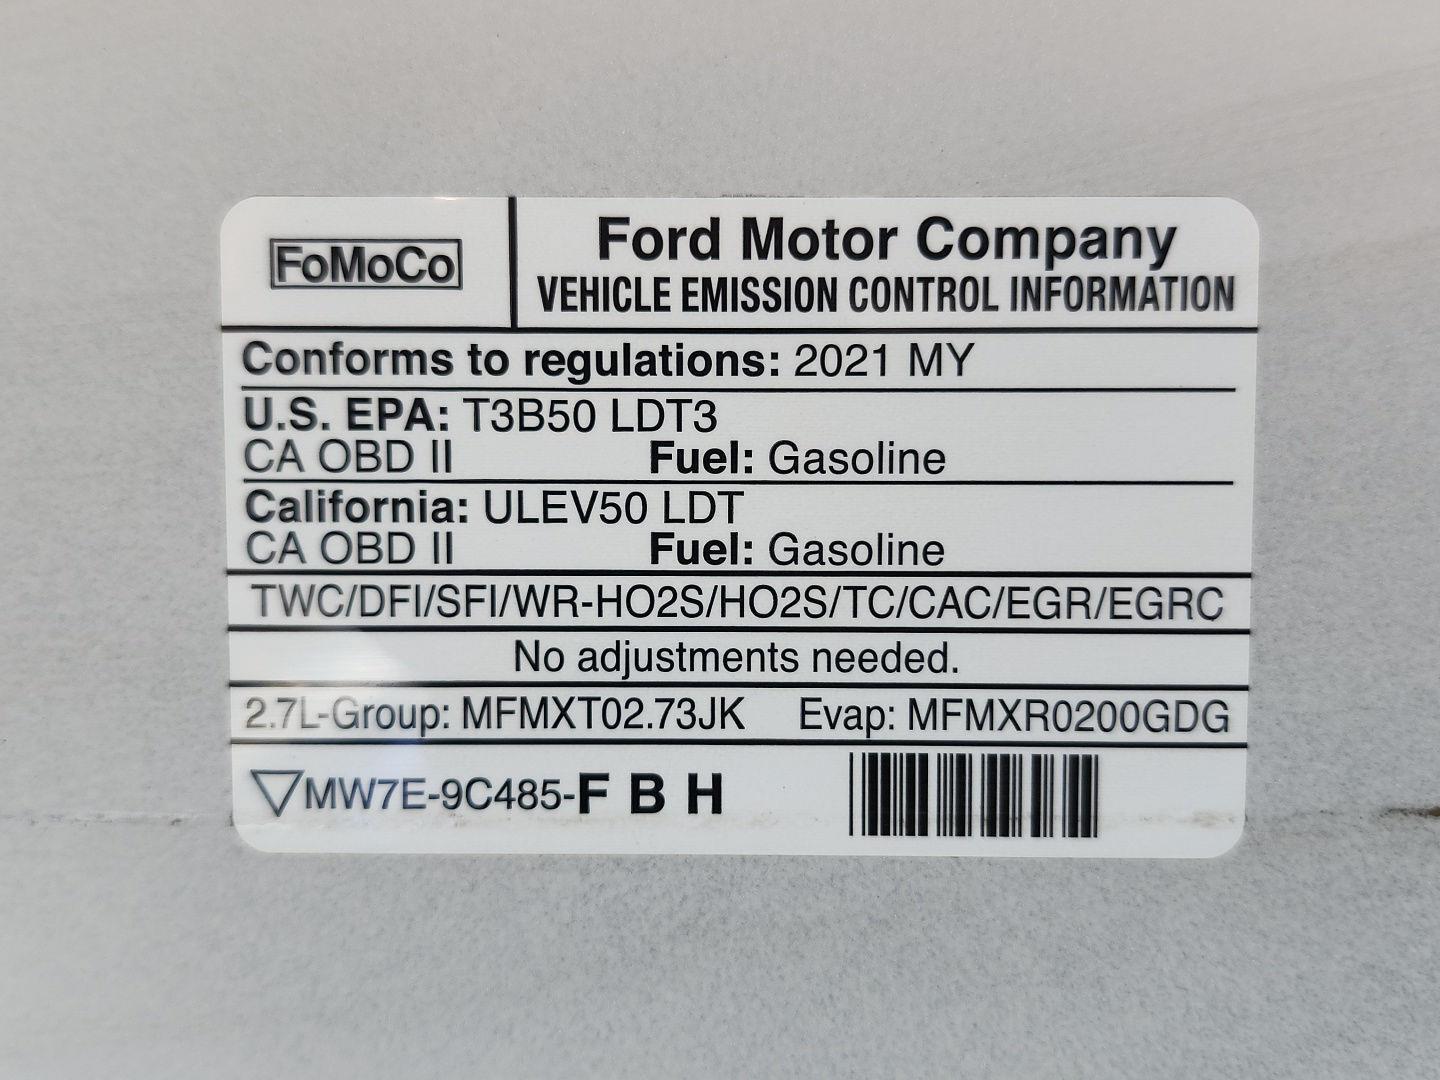 FoMoCo
Ford Motor Company
VEHICLE EMISSION CONTROL INFORMATION
Conforms to regulations: 2021 MY
U.S. EPA: T3B50 LDT3
CA OBD II Fuel: Gasoline
California: ULEV50 LDT
CA OBD II Fuel: Gasoline
TWC/DFI/SFI/WR-HO2S/HO2S/TC/CAC/EGR/EGRC
No adjustments needed.
2.7L-Group: MFMXT02.73JK Evap: MFMXR0200GDG
MW7E-9C485-F B H